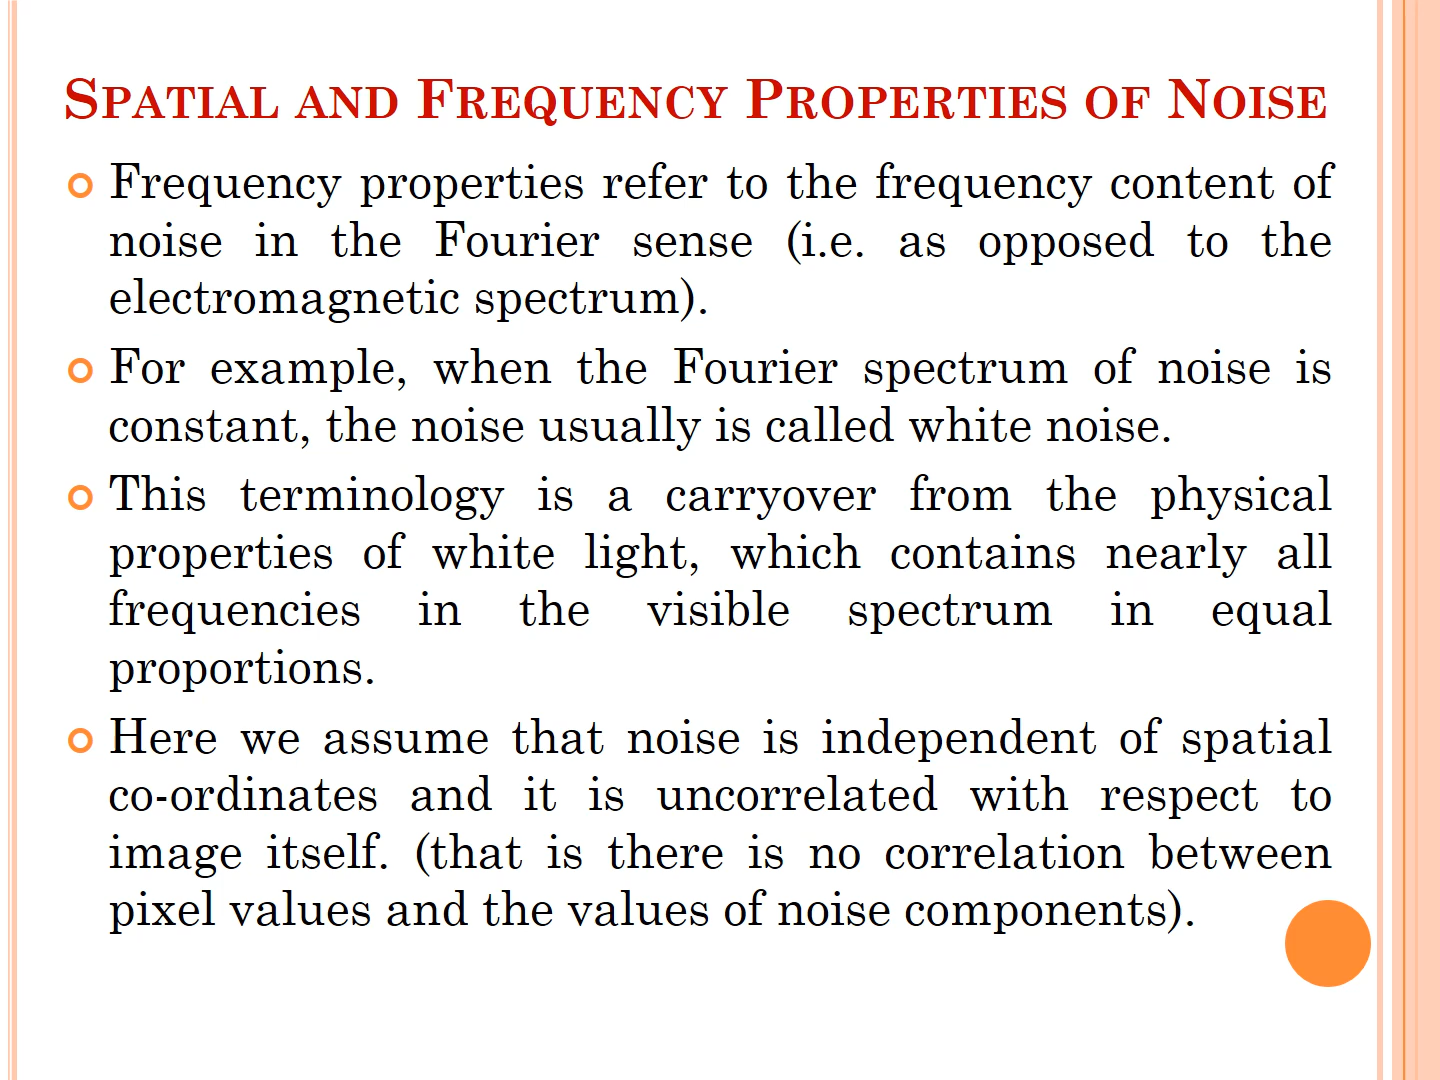 SPATIAL AND FREQUENCY PROPERTIES OF NOISE
Frequency properties refer to the frequency content of
noise in the Fourier sense (i.e. as opposed to the
electromagnetic spectrum).
For example, when the Fourier spectrum of noise is
constant, the noise usually is called white noise.
This terminology is a carryover from the physical
properties of white light, which contains nearly all
frequencies in the visible spectrum in equal
proportions.
Here we assume that noise is independent of spatial
co-ordinates and it is uncorrelated with respect to
image itself. (that is there is no correlation between
pixel values and the values of noise components).